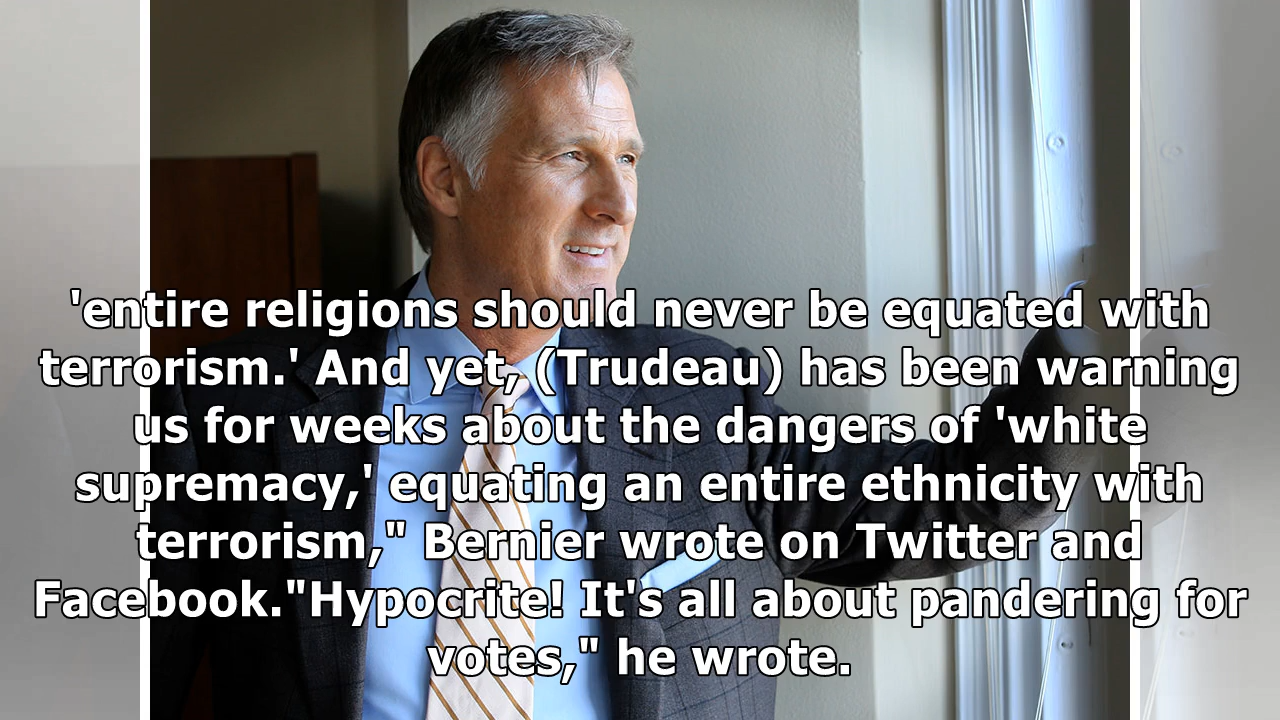 'entire religions should never be equated with
terrorism.' And yet, (Trudeau) has been warning
us for weeks about the dangers of 'white
supremacy,' equating an entire ethnicity with
terrorism," Bernier wrote on Twitter and
Facebook."Hypocrite! It's all about pandering for
votes," he wrote.